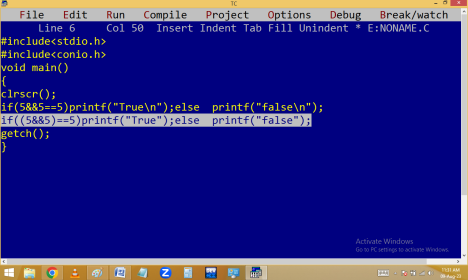 TC
File Edit Run Compile Project Options Debug Break/watch
Line 6 Col 50 Insert Indent Tab Fill Unindent * E:NONAME.C
#include<stdio.h>
#include<conio.h>
void main()
{
clrscr();
if(5&&5==5)printf("True\n");else  printf("false\n");
if((5&&5)==5)printf("True");else  printf("false");
getch();
}
Activate Windows
Go to PC settings to activate Windows.